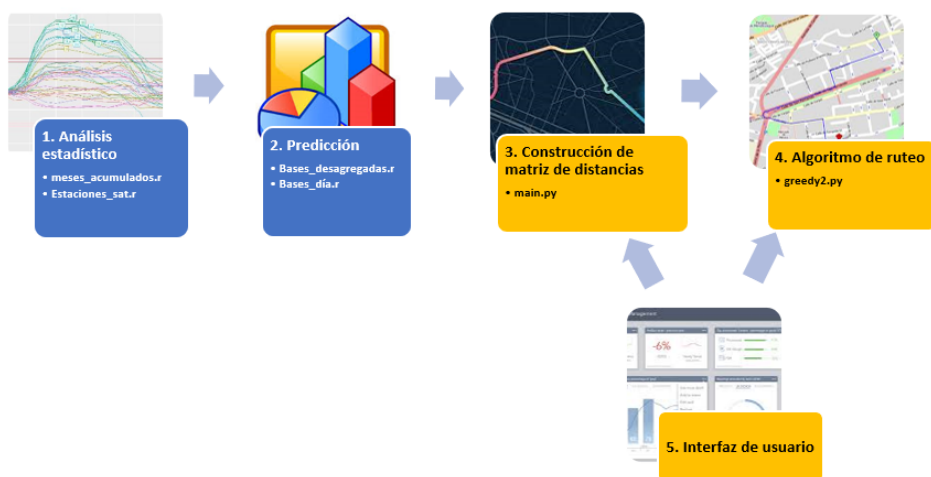 1. Análisis
estadístico
• meses_acumulados.r
• Estaciones_sat.r
2. Predicción
• Bases_desagregadas.r
• Bases_día.r
3. Construcción de
matriz de distancias
• main.py
4. Algoritmo de ruteo
• greedy2.py
-6%
5. Interfaz de usuario